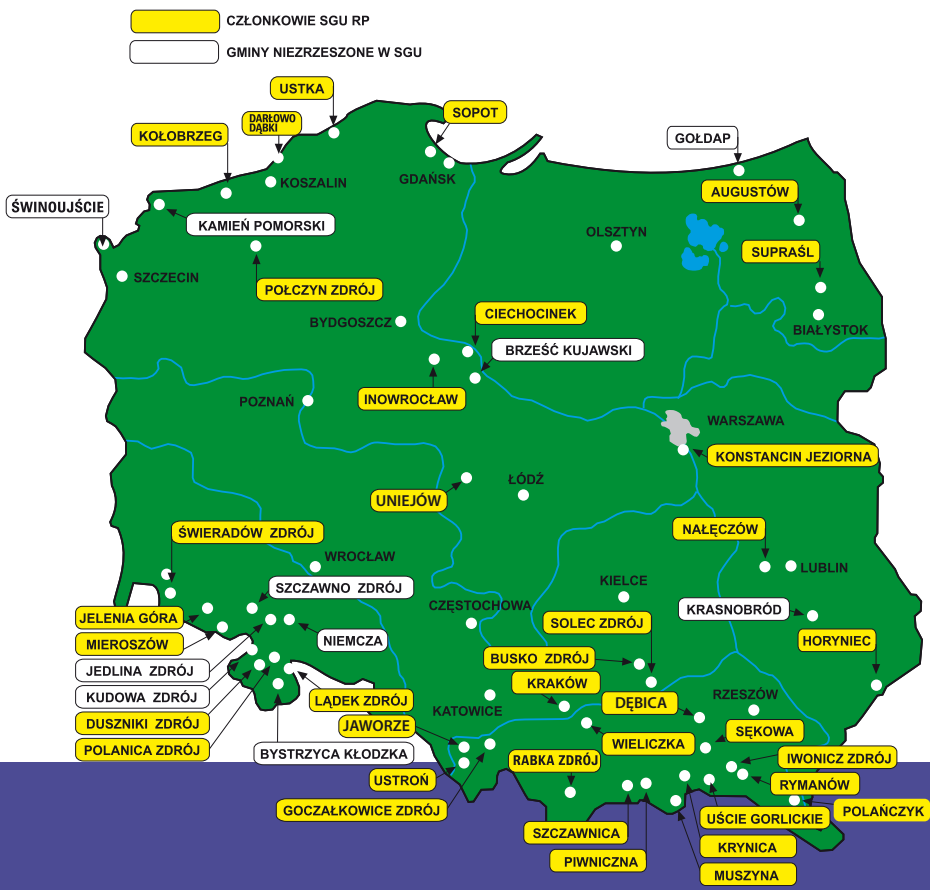 CZŁONKOWIE SGU RP
GMINY NIEZRZESZONE W SGU
USTKA
SOPOT
DARŁOWO
DĄBKI
KOŁOBRZEG
GOŁDAP
GDAŃSK
KOSZALIN
AUGUSTÓW
ŚWINOUJŚCIE
KAMIEŃ POMORSKI
OLSZTYN
SUPRAŚL
SZCZECIN
POŁCZYN ZDRÓJ
CIECHOCINEK
BYDGOSZCZ
BIAŁYSTOK
BRZEŚĆ KUJAWSKI
POZNAŃ
INOWROCŁAW
WARSZAWA
KONSTANCIN JEZIORNA
UNIEJÓW
ŁÓDŹ
ŚWIERADÓW ZDRÓJ
NAŁĘCZÓW
WROCŁAW
LUBLIN
SZCZAWNO ZDRÓJ
KIELCE
JELENIA GÓRA
CZĘSTOCHOWA
KRASNOBRÓD
SOLEC ZDRÓJ
MIEROSZÓW
NIEMCZA
HORYNIEC
JEDLINA ZDRÓJ
BUSKO ZDRÓJ
KRAKÓW
KUDOWA ZDRÓJ
LĄDEK ZDRÓJ
KATOWICE
DĘBICA
RZESZÓW
DUSZNIKI ZDRÓJ
JAWORZE
SĘKOWA
POLANICA ZDRÓJ
BYSTRZYCA KŁODZKA
WIELICZKA
RABKA ZDRÓJ
IWONICZ ZDRÓJ
USTROŃ
RYMANÓW
GOCZAŁKOWICE ZDRÓJ
POLAŃCZYK
UŚCIE GORLICKIE
SZCZAWNICA
KRYNICA
PIWNICZNA
MUSZYNA